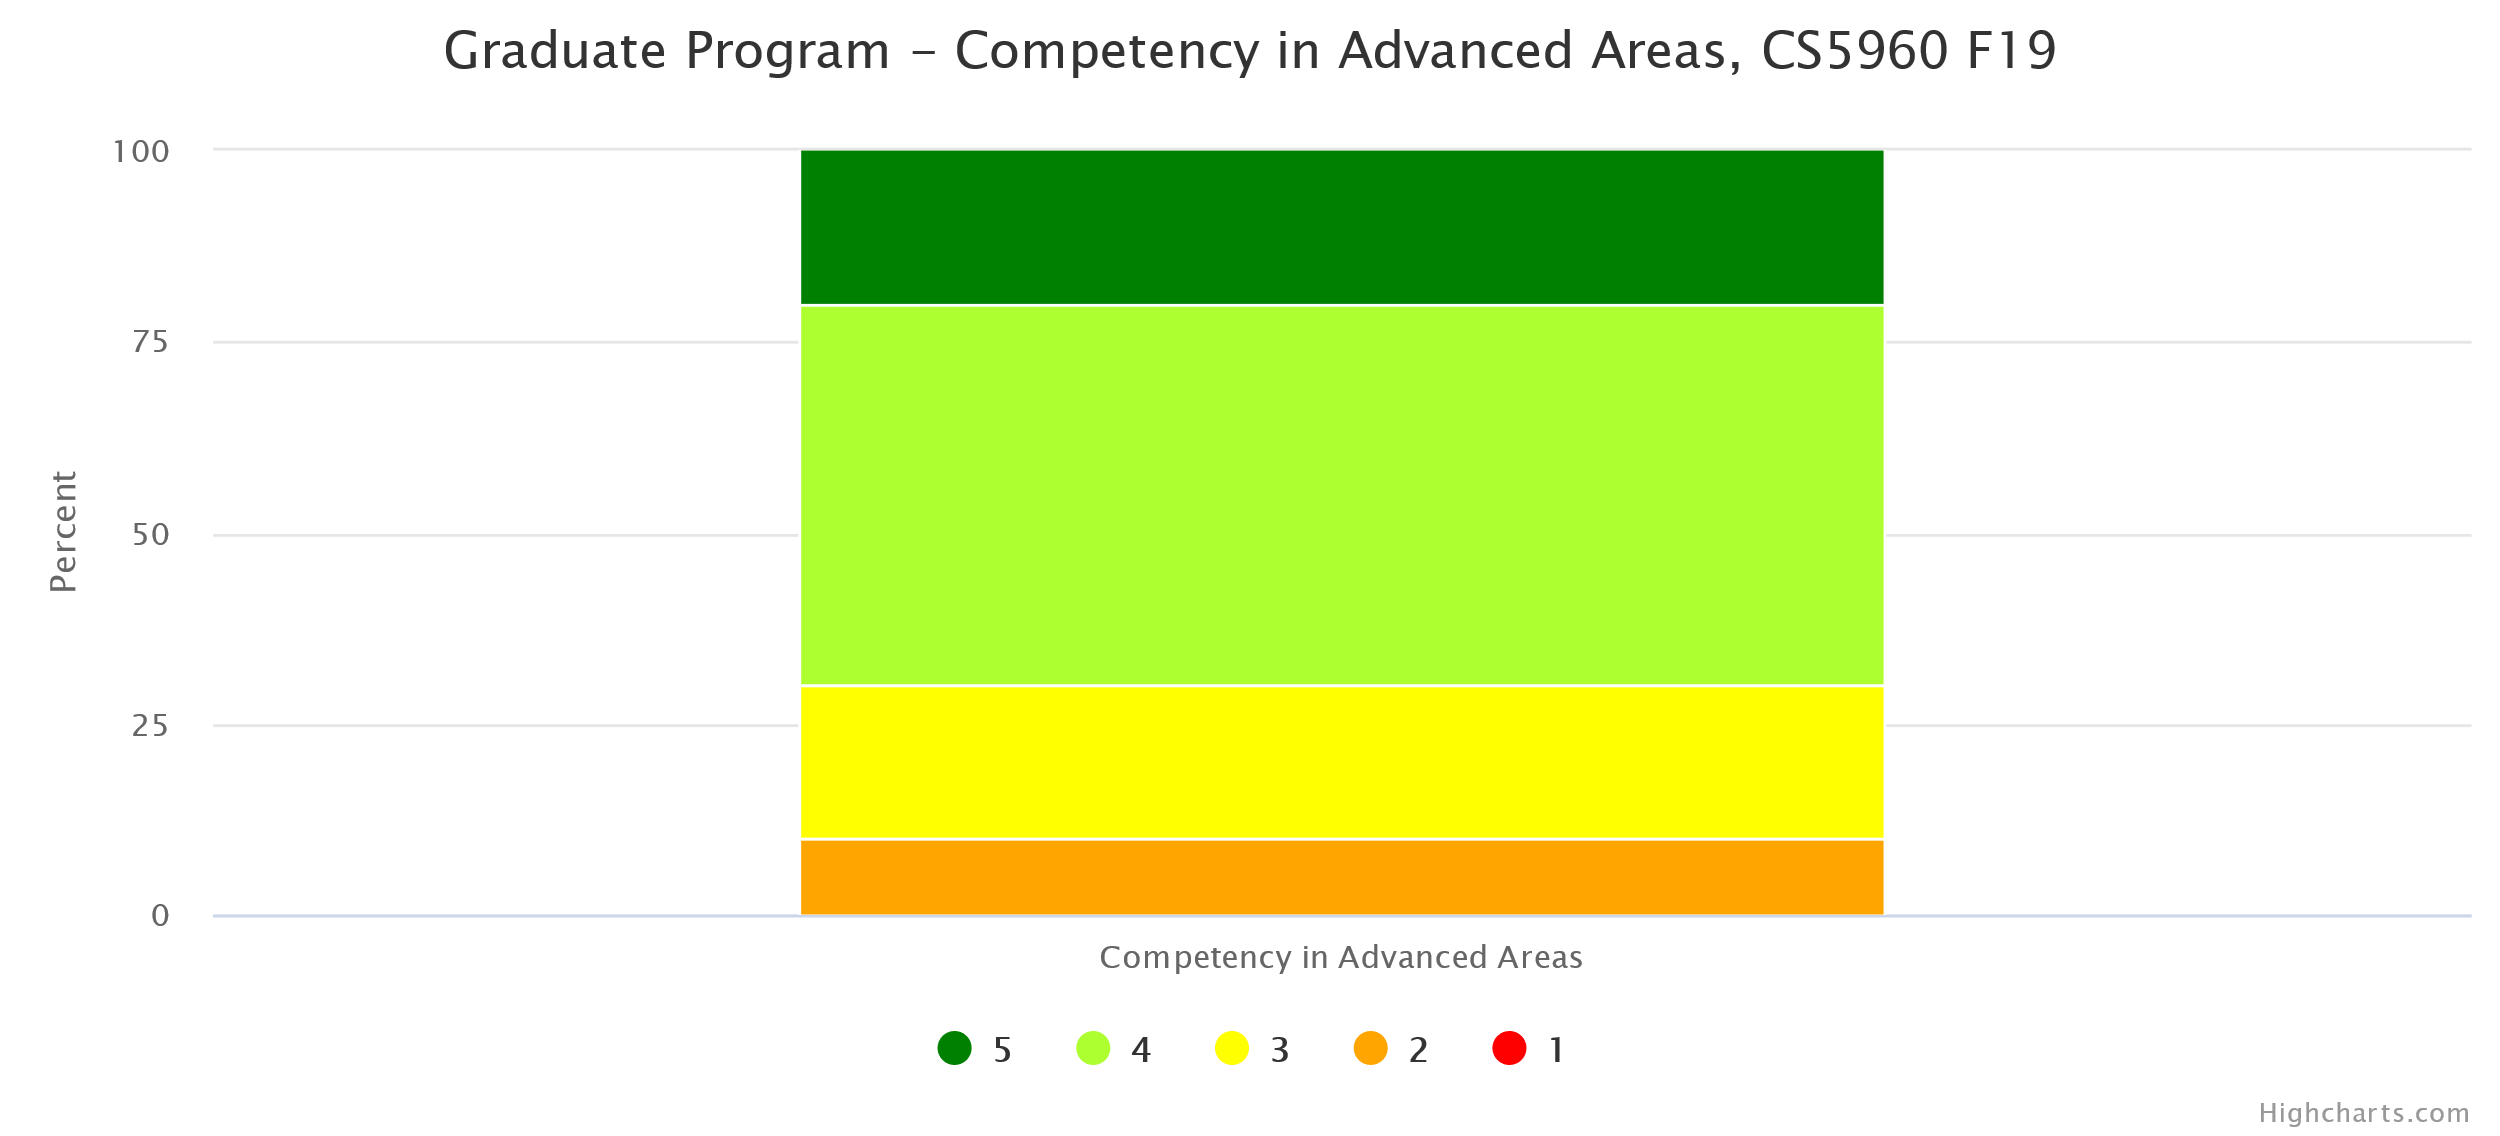 Graduate Program – Competency in Advanced Areas, CS5960 F19
100
75
50
25
0
Percent
Competency in Advanced Areas
5 4 3 2 1
Highcharts.com